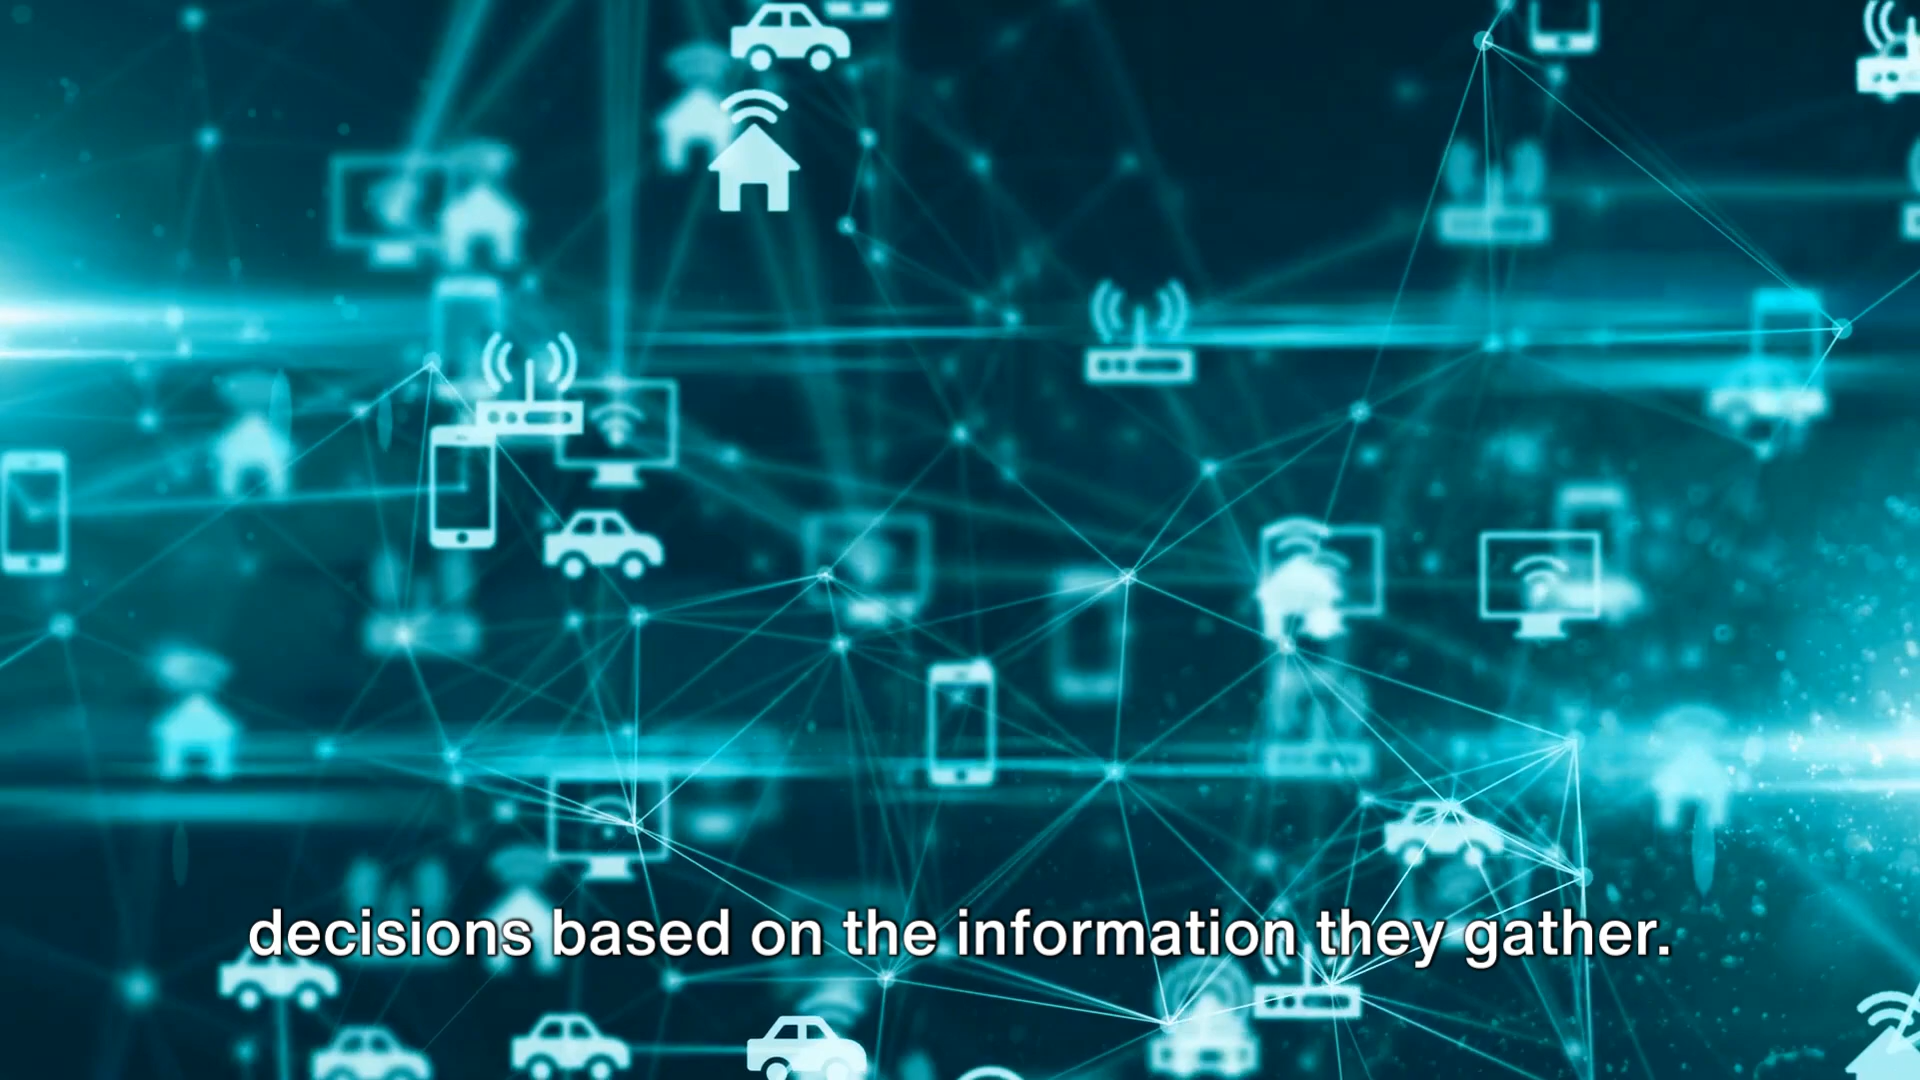 decisions based on the information they gather.